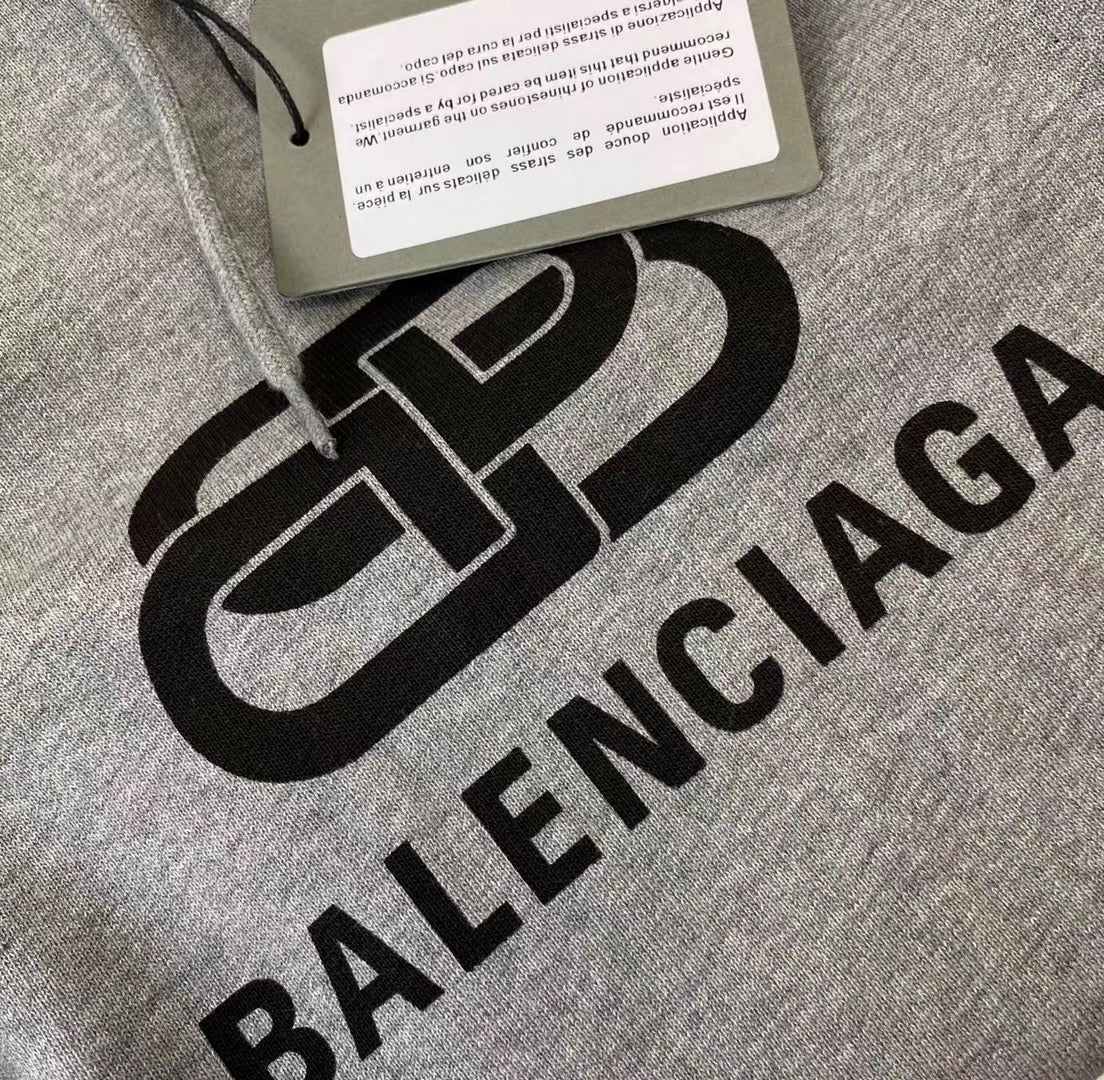 Application douce des strass délicats sur la pièce.
Il est recommandé de confier son entretien à un
spécialiste.
Gentle application of rhinestones on the garment.We
recommend that this item be cared for by a specialist.
Applicazione di strass delicata sul capo.Si accomanda
a specialisti per la cura del capo.
BALENCIAGA